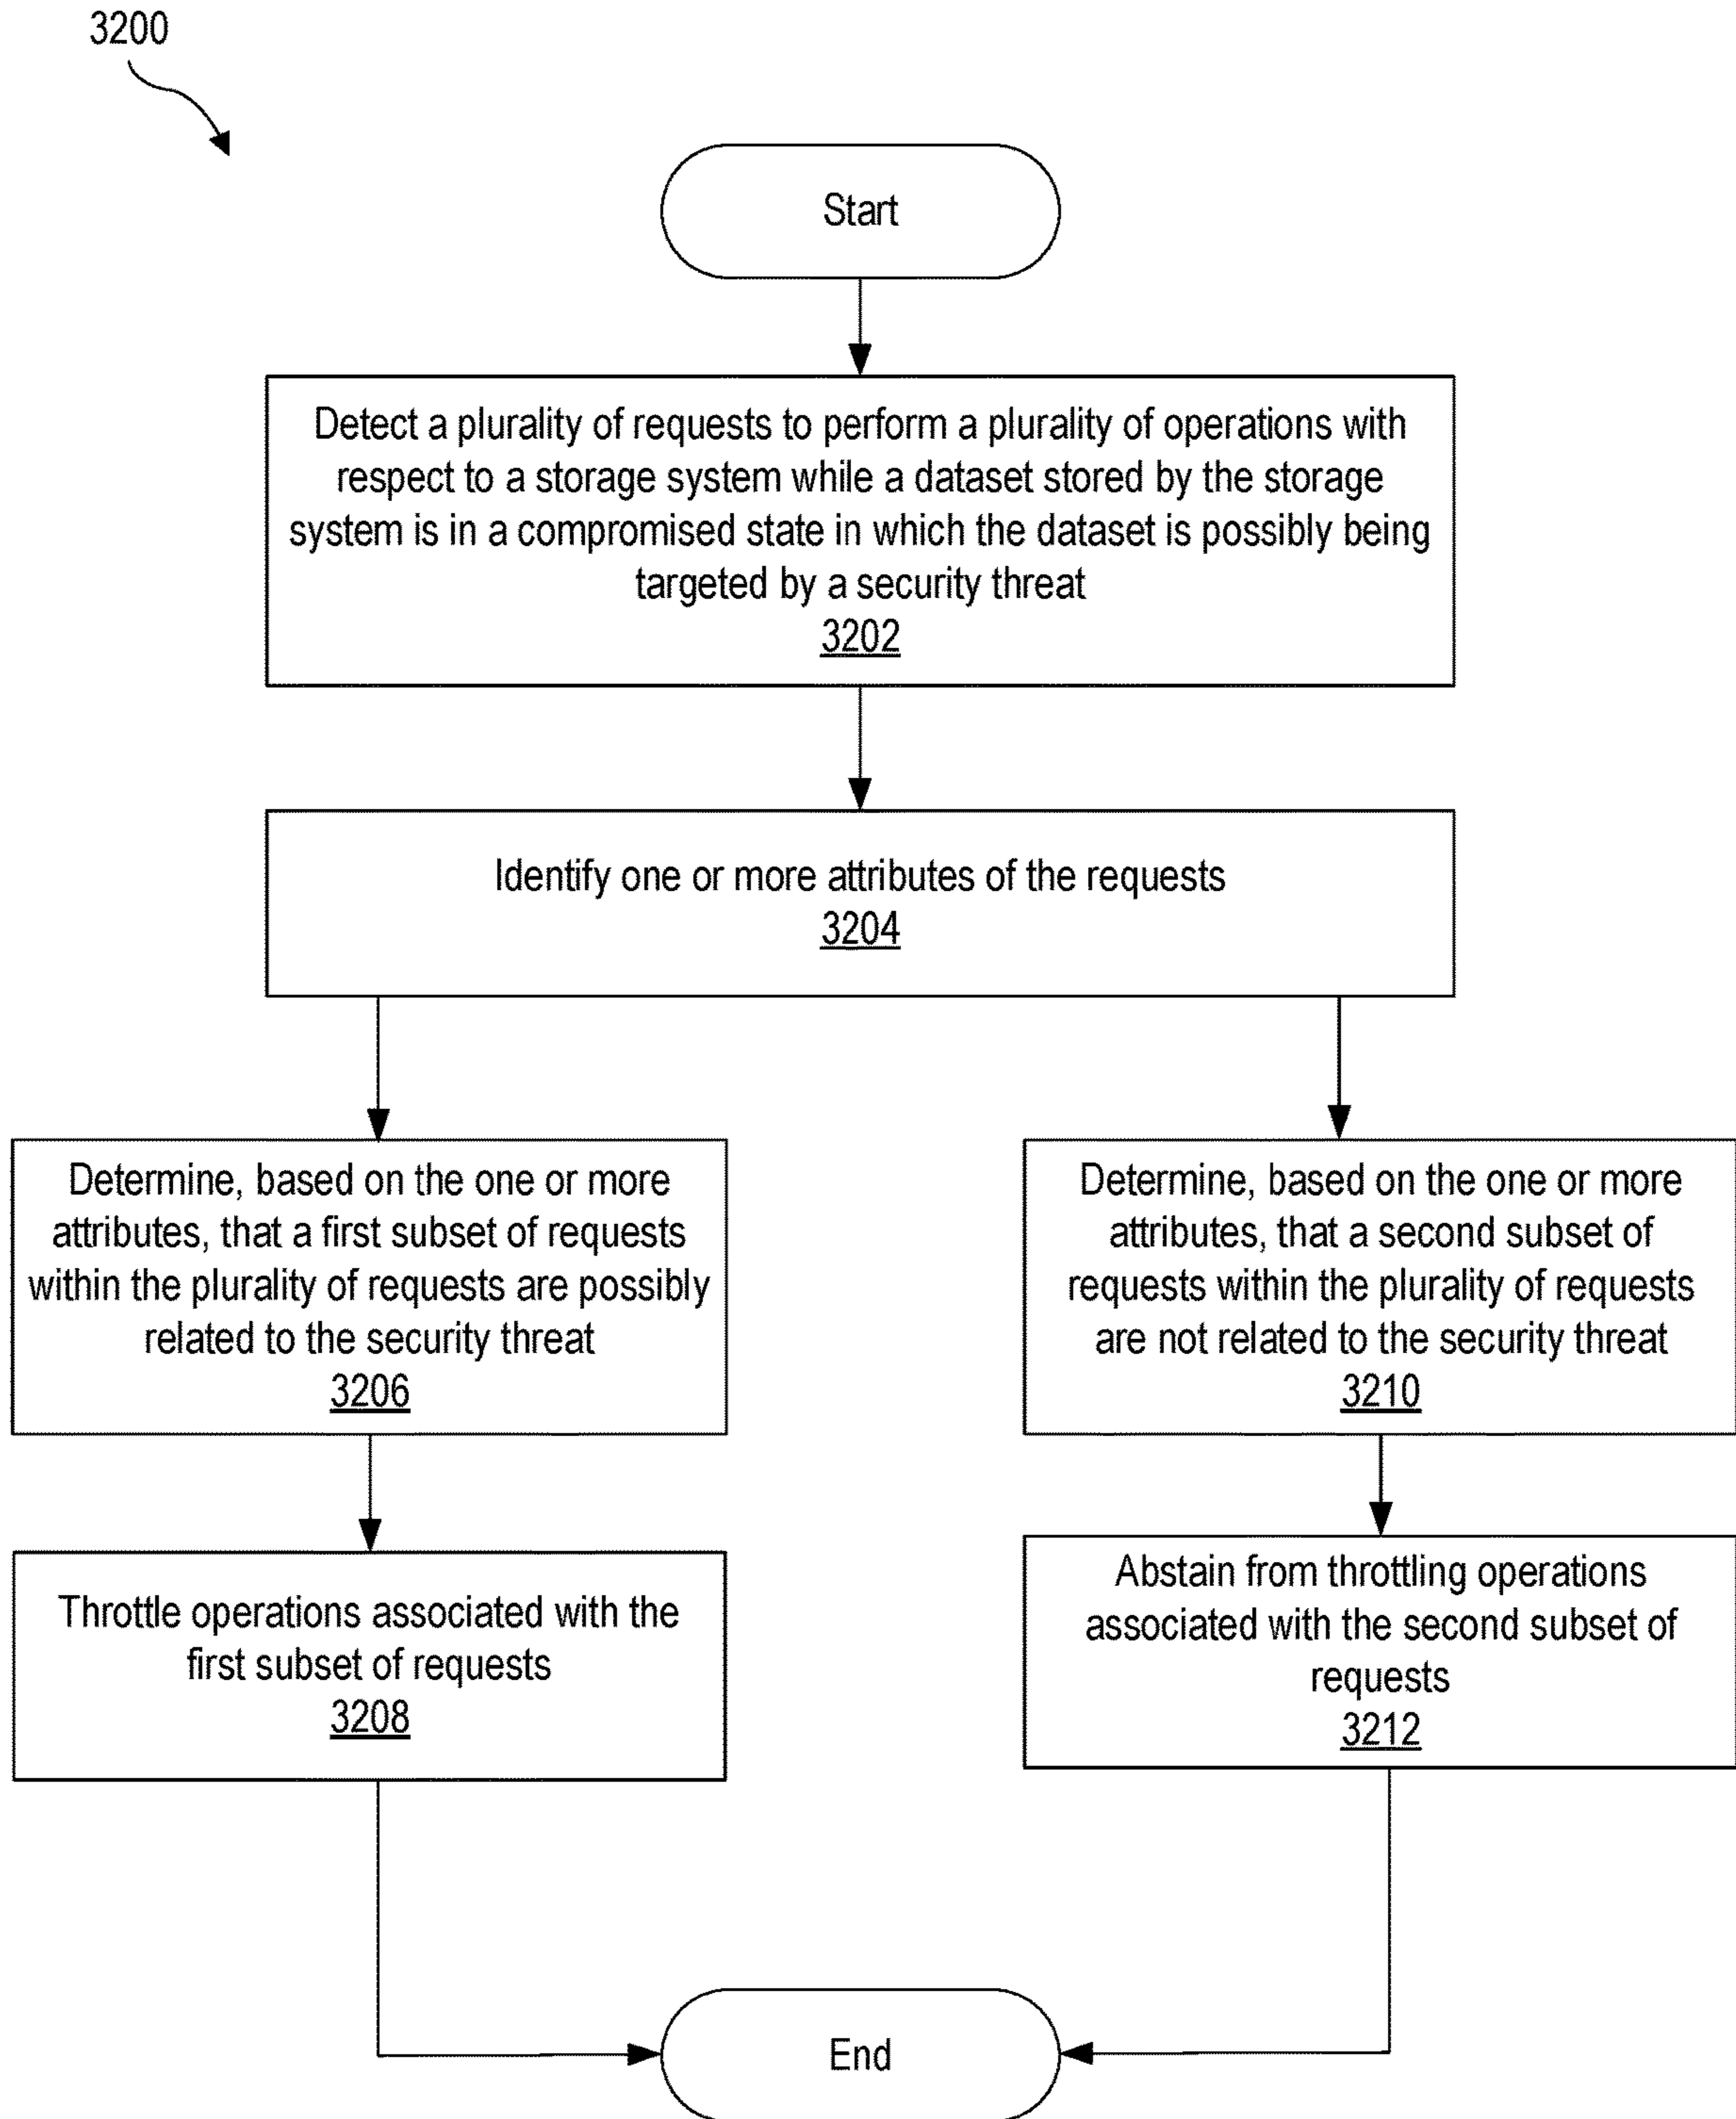 3200
Start
Detect a plurality of requests to perform a plurality of operations with
respect to a storage system while a dataset stored by the storage
system is in a compromised state in which the dataset is possibly being
targeted by a security threat
3202
Identify one or more attributes of the requests
3204
Determine, based on the one or more
attributes, that a first subset of requests
within the plurality of requests are possibly
related to the security threat
3206
Determine, based on the one or more
attributes, that a second subset of
requests within the plurality of requests
are not related to the security threat
3210
Throttle operations associated with the
first subset of requests
3208
Abstain from throttling operations
associated with the second subset of
requests
3212
End